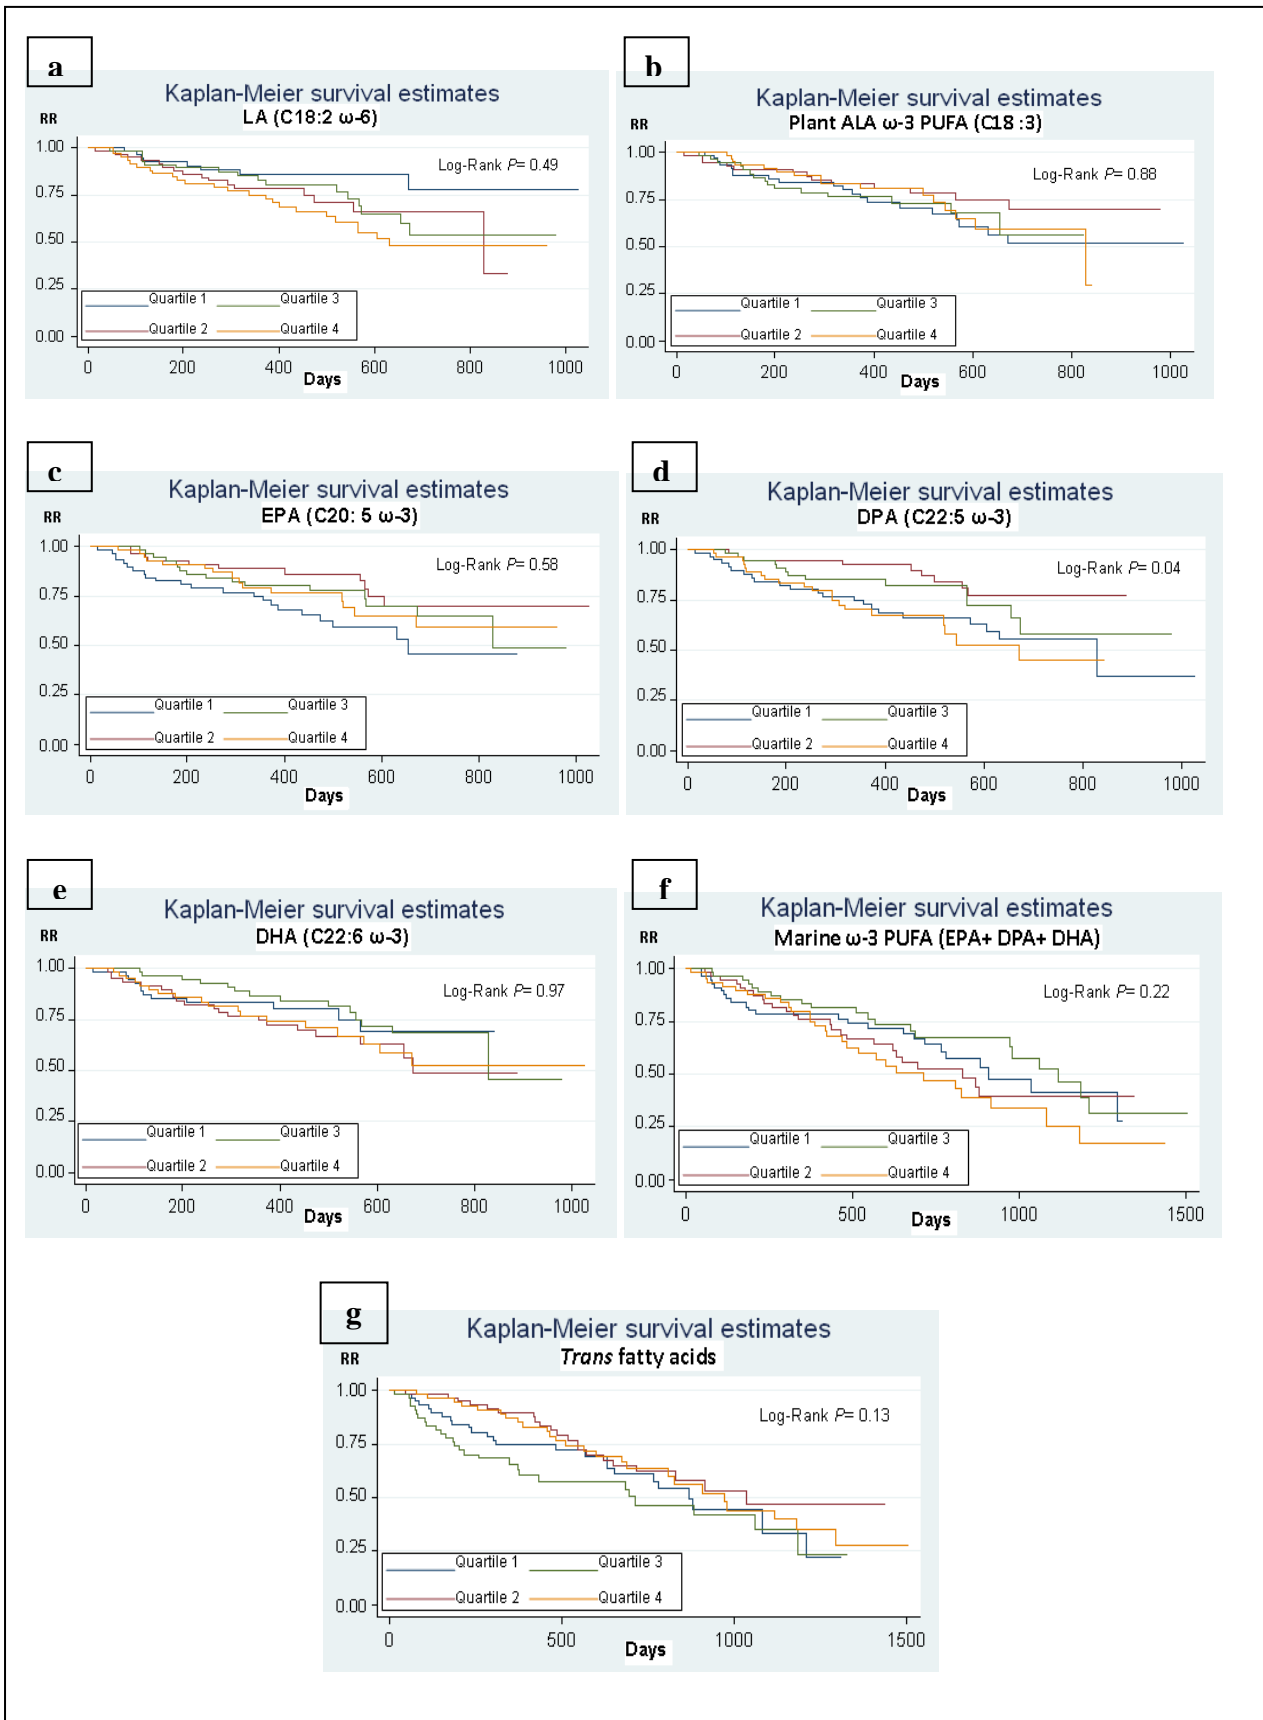 a
Kaplan-Meier survival estimates
LA (C18:2 ω-6)
RR
Log-Rank P= 0.49
1.00
0.75
0.50
0.25
0.00
Quartile 1 Quartile 3
Quartile 2 Quartile 4
0 200 400 600 800 1000
Days
b
Kaplan-Meier survival estimates
Plant ALA ω-3 PUFA (C18 :3)
RR
Log-Rank P= 0.88
1.00
0.75
0.50
0.25
0.00
Quartile 1 Quartile 3
Quartile 2 Quartile 4
0 200 400 600 800 1000
Days
c
Kaplan-Meier survival estimates
EPA (C20: 5 ω-3)
RR
Log-Rank P= 0.58
1.00
0.75
0.50
0.25
0.00
Quartile 1 Quartile 3
Quartile 2 Quartile 4
0 200 400 600 800 1000
Days
d
Kaplan-Meier survival estimates
DPA (C22:5 ω-3)
RR
Log-Rank P= 0.04
1.00
0.75
0.50
0.25
0.00
Quartile 1 Quartile 3
Quartile 2 Quartile 4
0 200 400 600 800 1000
Days
e
Kaplan-Meier survival estimates
DHA (C22:6 ω-3)
RR
Log-Rank P= 0.97
1.00
0.75
0.50
0.25
0.00
Quartile 1 Quartile 3
Quartile 2 Quartile 4
0 200 400 600 800 1000
Days
f
Kaplan-Meier survival estimates
Marine ω-3 PUFA (EPA+ DPA+ DHA)
RR
Log-Rank P= 0.22
1.00
0.75
0.50
0.25
0.00
Quartile 1 Quartile 3
Quartile 2 Quartile 4
0 500 1000 1500
Days
g
Kaplan-Meier survival estimates
Trans fatty acids
RR
Log-Rank P= 0.13
1.00
0.75
0.50
0.25
0.00
Quartile 1 Quartile 3
Quartile 2 Quartile 4
0 500 1000 1500
Days